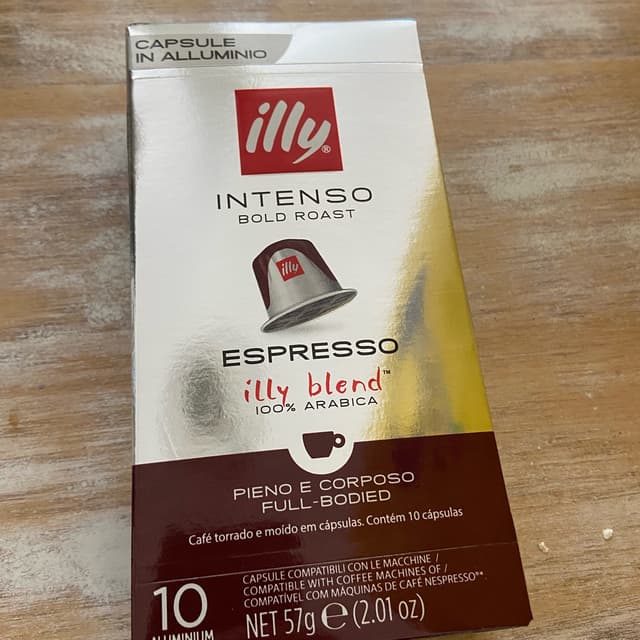 CAPSULE
IN ALLUMINIO
illy®
INTENSO
BOLD ROAST
illy
ESPRESSO
illy blend™
100% ARABICA
PIENO E CORPOSO
FULL-BODIED
Café torrado e moído em cápsulas. Contém 10 cápsulas
CAPSULE COMPATIBILI CON LE MACCHINE /
COMPATIBLE WITH COFFEE MACHINES OF /
COMPATÍVEL COM MÁQUINAS DE CAFÉ NESPRESSO®*
10
ALUMINIUM
NET 57g e (2.01 oz)